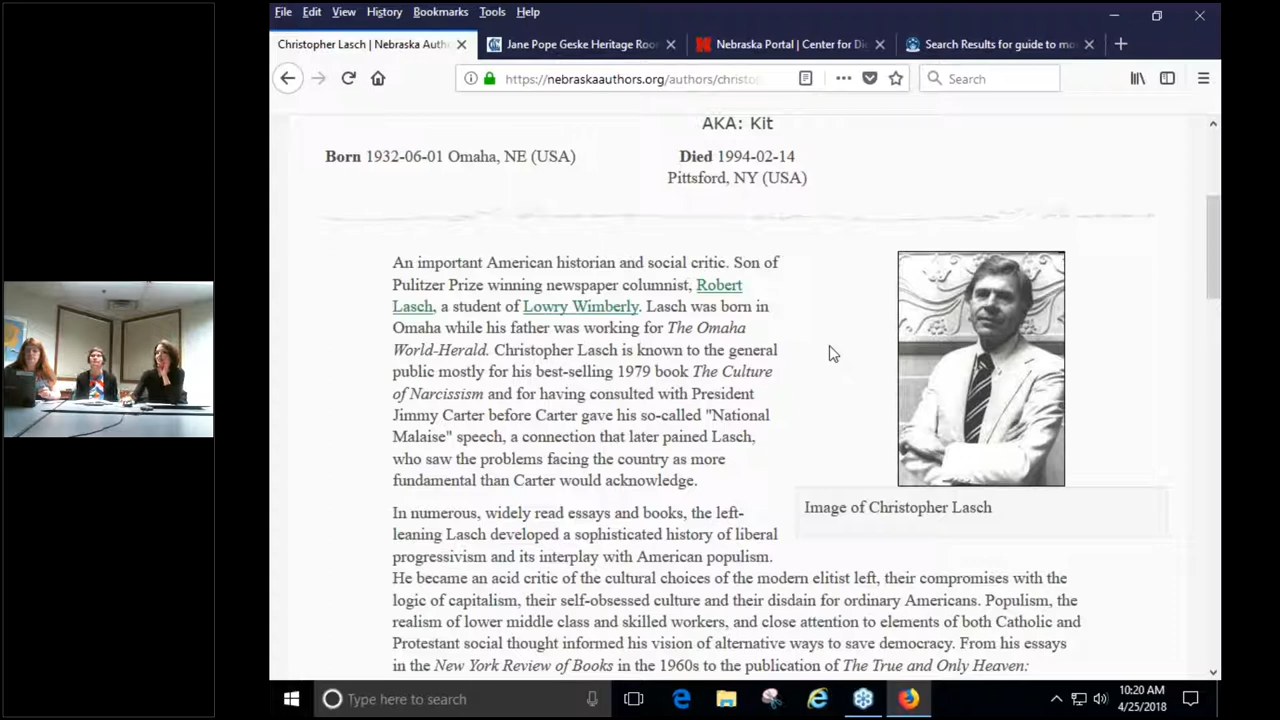 File Edit View History Bookmarks Tools Help
Christopher Lasch | Nebraska Autho
Jane Pope Geske Heritage Roo
Nebraska Portal | Center for Di
Search Results for guide to mo
https://nebraskaauthors.org/authors/christo
Search
AKA: Kit
Born 1932-06-01 Omaha, NE (USA)
Died 1994-02-14
Pittsford, NY (USA)
An important American historian and social critic. Son of
Pulitzer Prize winning newspaper columnist, Robert
Lasch, a student of Lowry Wimberly. Lasch was born in
Omaha while his father was working for The Omaha
World-Herald. Christopher Lasch is known to the general
public mostly for his best-selling 1979 book The Culture
of Narcissism and for having consulted with President
Jimmy Carter before Carter gave his so-called "National
Malaise" speech, a connection that later pained Lasch,
who saw the problems facing the country as more
fundamental than Carter would acknowledge.
Image of Christopher Lasch
In numerous, widely read essays and books, the left-
leaning Lasch developed a sophisticated history of liberal
progressivism and its interplay with American populism.
He became an acid critic of the cultural choices of the modern elitist left, their compromises with the
logic of capitalism, their self-obsessed culture and their disdain for ordinary Americans. Populism, the
realism of lower middle class and skilled workers, and close attention to elements of both Catholic and
Protestant social thought informed his vision of alternative ways to save democracy. From his essays
in the New York Review of Books in the 1960s to the publication of The True and Only Heaven:
Type here to search
10:20 AM
4/25/2018